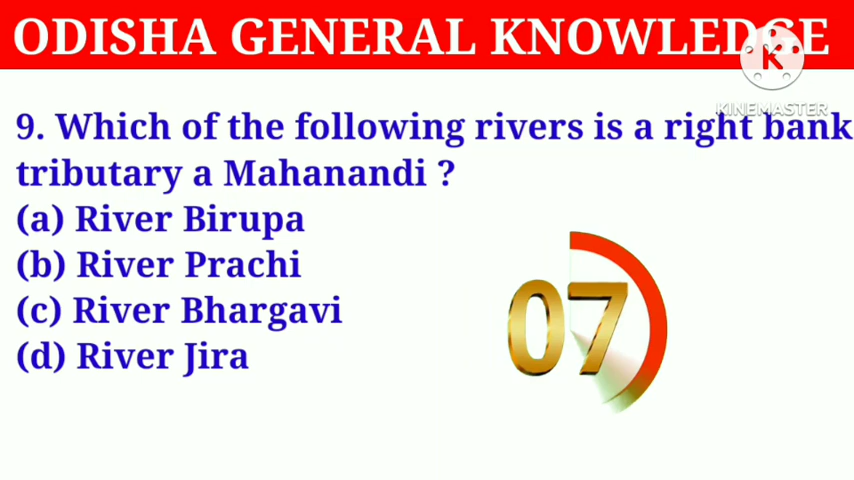 ODISHA GENERAL KNOWLEDGE
K
KINEMASTER
9. Which of the following rivers is a right bank
tributary a Mahanandi ?
(a) River Birupa
(b) River Prachi
(c) River Bhargavi
(d) River Jira
07